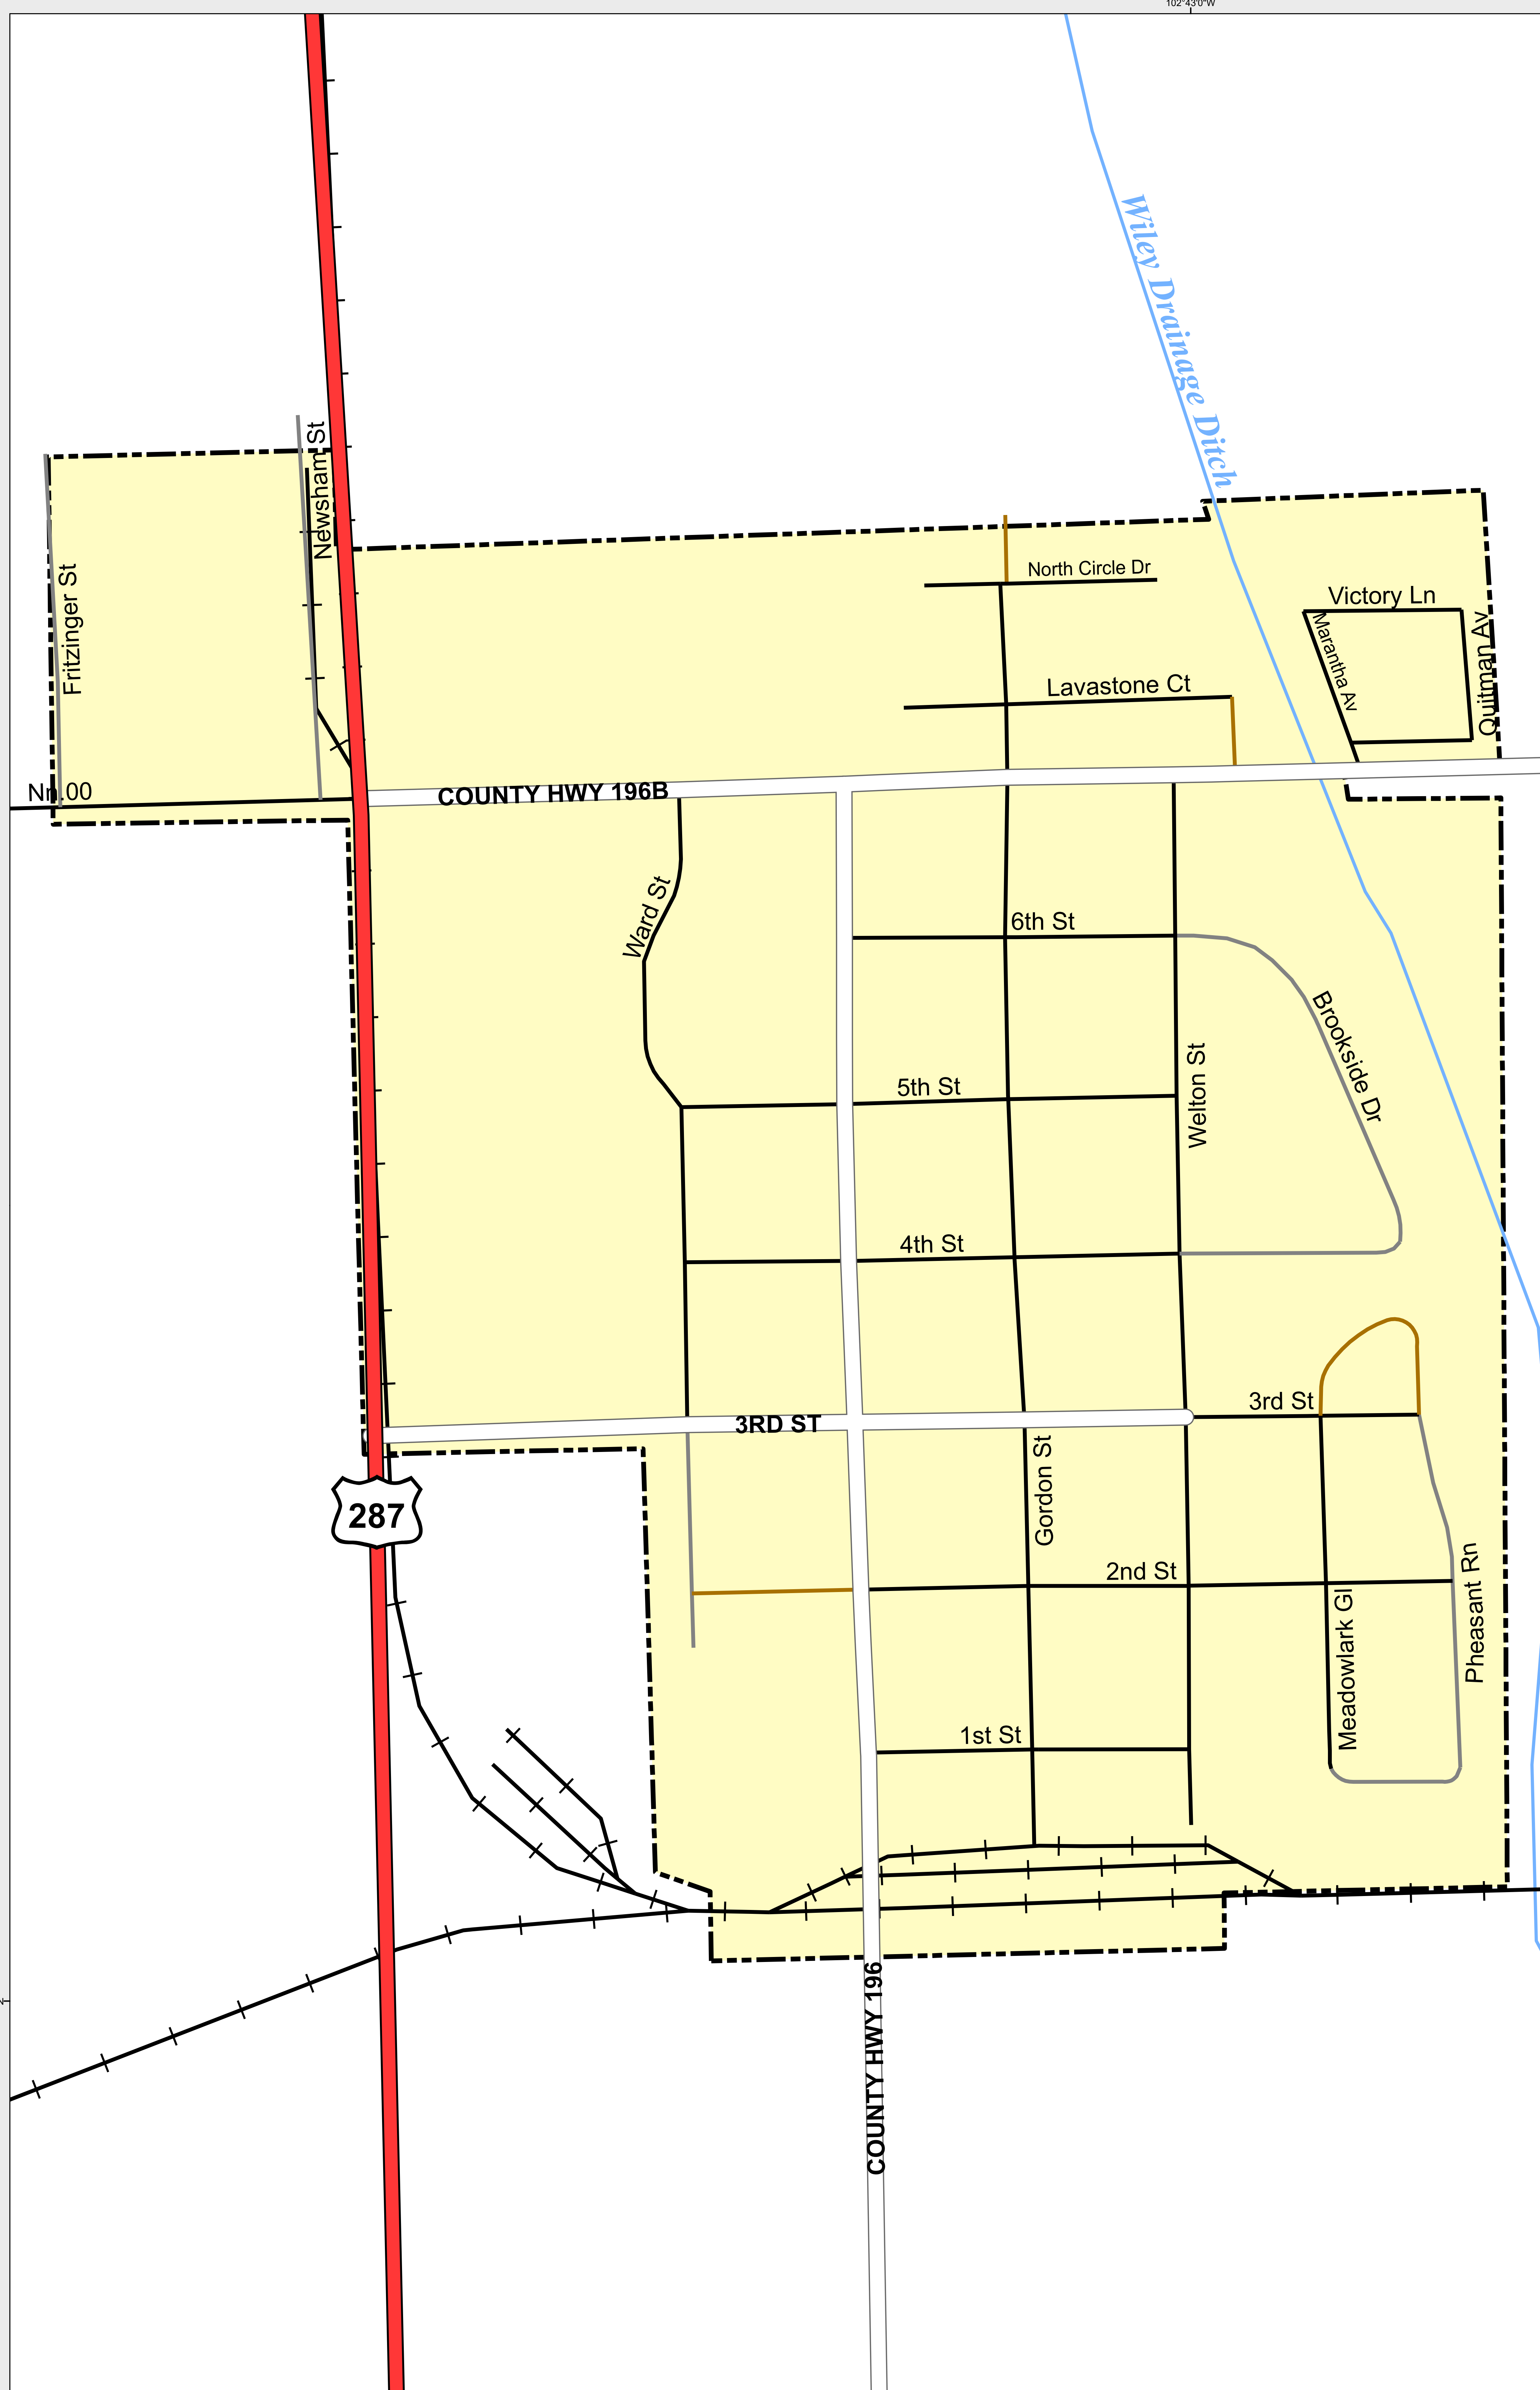 102°43'0"W
Wiley Drainage Ditch
Newsham St
Fritzinger St
North Circle Dr
Victory Ln
Marantha Av
Quitman Av
Lavastone Ct
Nn.00
COUNTY HWY 196B
Ward St
6th St
Brookside Dr
Welton St
5th St
4th St
3rd St
3RD ST
Gordon St
287
2nd St
Pheasant Rn
Meadowlark Gl
1st St
COUNTY HWY 196